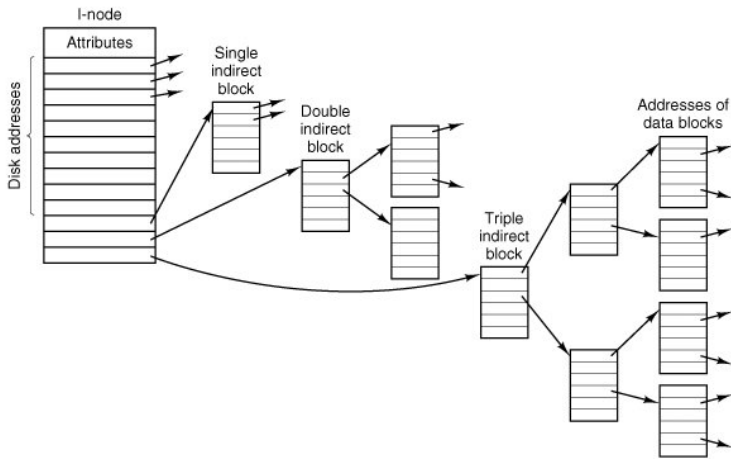 I-node
Attributes
Disk addresses
Single
indirect
block
Double
indirect
block
Triple
indirect
block
Addresses of
data blocks